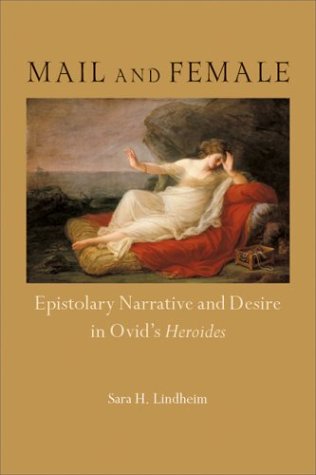 MAIL AND FEMALE
Epistolary Narrative and Desire
in Ovid's Heroides
Sara H. Lindheim